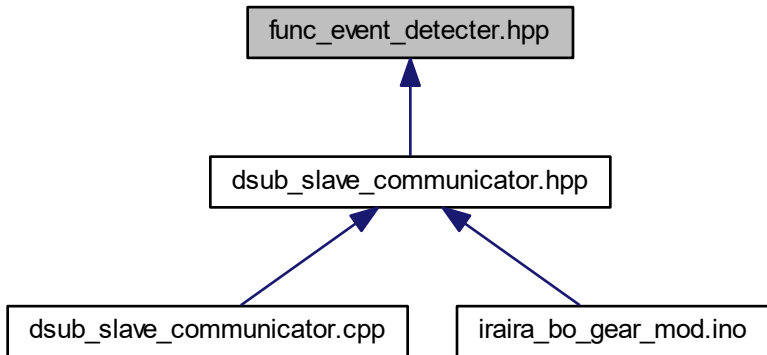 func_event_detecter.hpp
dsub_slave_communicator.hpp
dsub_slave_communicator.cpp
iraira_bo_gear_mod.ino